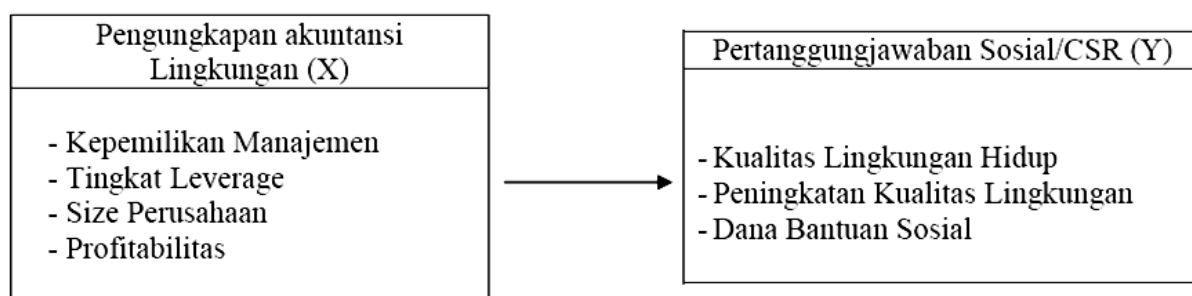 Pengungkapan akuntansi
Lingkungan (X)
- Kepemilikan Manajemen
- Tingkat Leverage
- Size Perusahaan
- Profitabilitas
Pertanggungjawaban Sosial/CSR (Y)
- Kualitas Lingkungan Hidup
- Peningkatan Kualitas Lingkungan
- Dana Bantuan Sosial